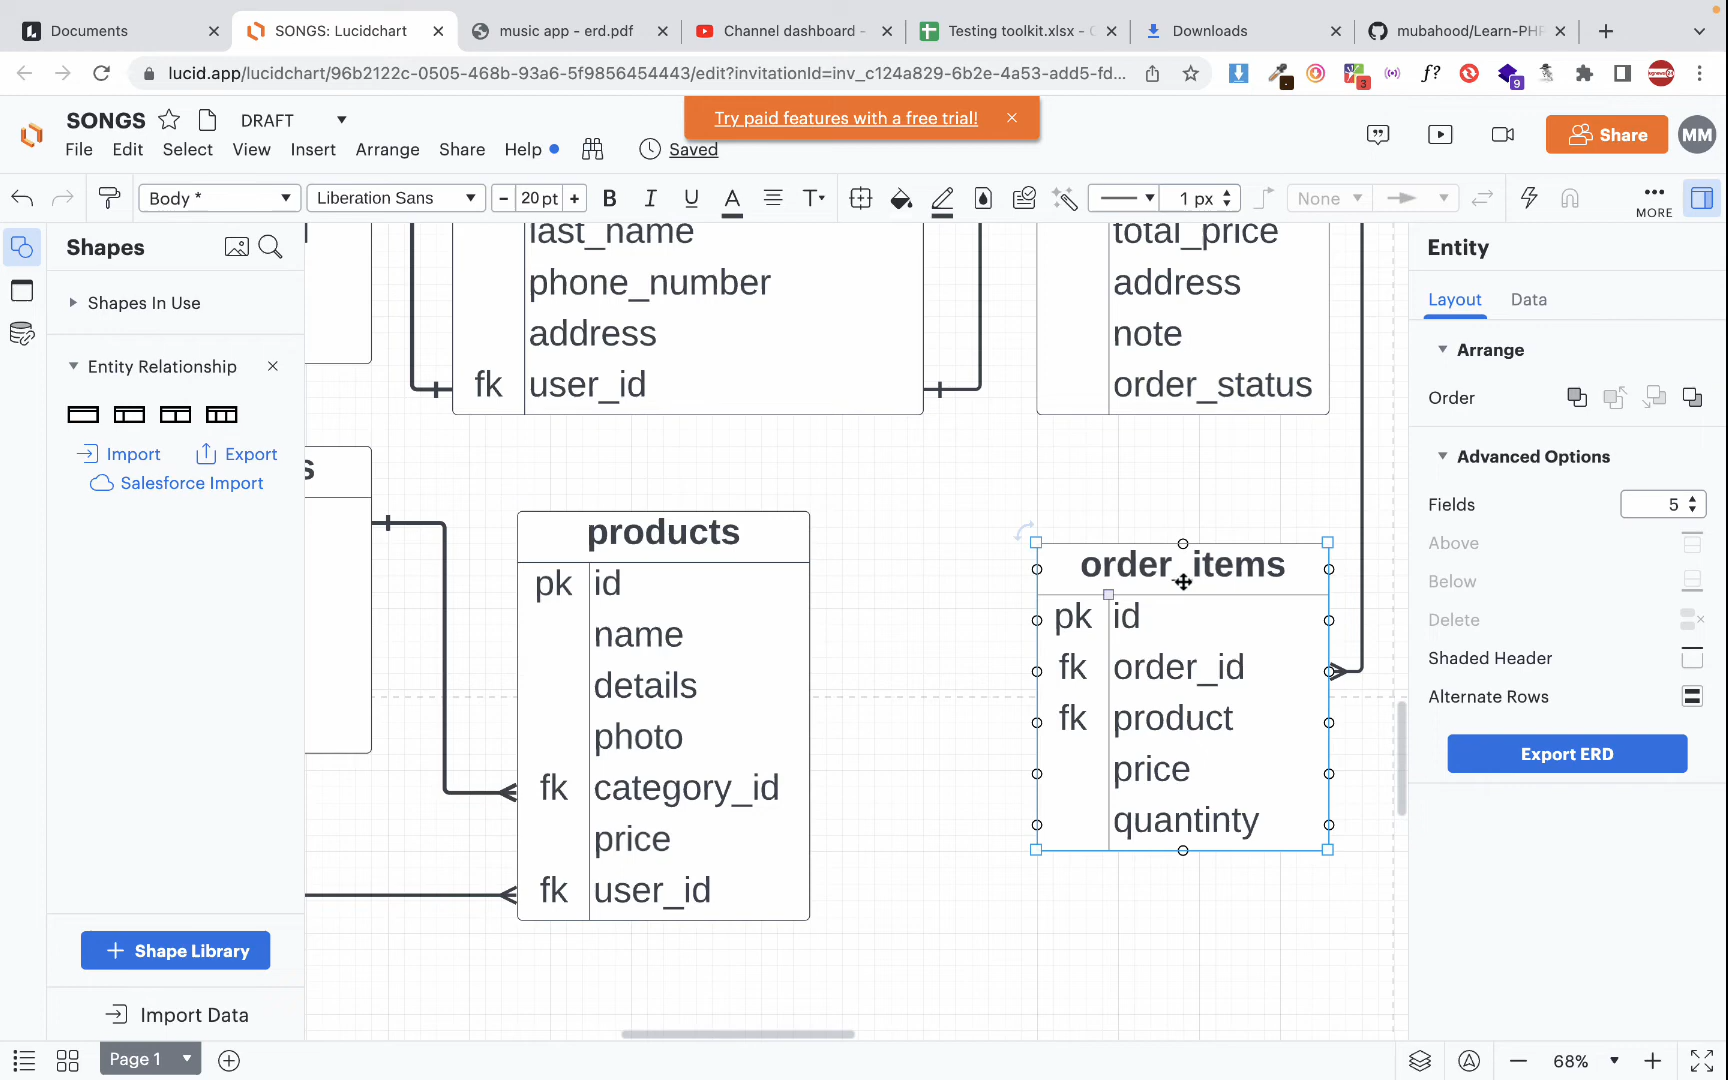 Documents
SONGS: Lucidchart
music app - erd.pdf
Channel dashboard -
Testing toolkit.xlsx -
Downloads
mubahood/Learn-PHP
lucid.app/lucidchart/96b2122c-0505-468b-93a6-5f9856454443/edit?invitationId=inv_c124a829-6b2e-4a53-add5-fd...
3
f?
9
SONGS
DRAFT
Try paid features with a free trial!
Share
MM
File
Edit
Select
View
Insert
Arrange
Share
Help
Saved
Body *
Liberation Sans
20 pt
B
I
U
A
T
1 px
None
MORE
Shapes
Shapes In Use
Entity Relationship
Import
Export
Salesforce Import
Shape Library
Import Data
last_name
phone_number
address
fk user_id
total_price
address
note
order_status
s
products
pk id
name
details
photo
fk category_id
price
fk user_id
order_items
pk id
fk order_id
fk product
price
quantinty
Entity
Layout
Data
Arrange
Order
Advanced Options
Fields 5
Above
Below
Delete
Shaded Header
Alternate Rows
Export ERD
Page 1
68%